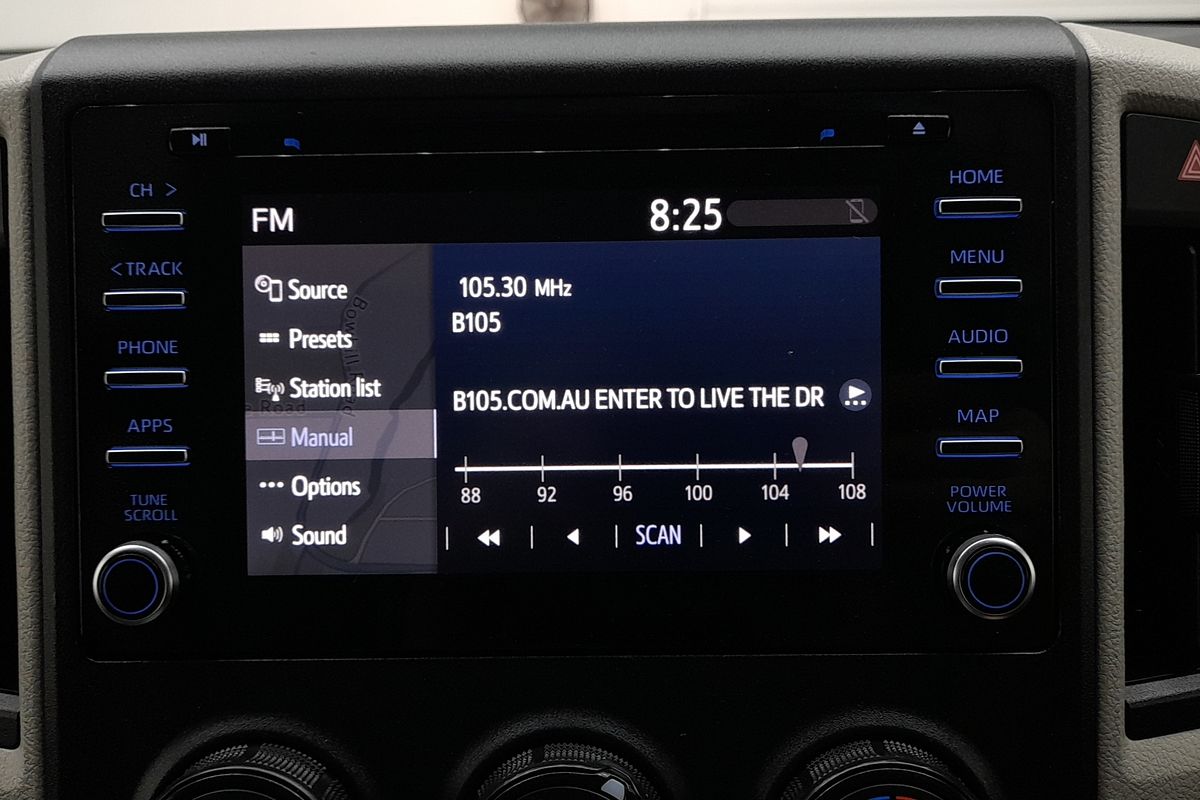 CH >
< TRACK
PHONE
APPS
TUNE
SCROLL
FM
8:25
Source
Presets
Station list
Manual
Options
Sound
105.30 MHz
B105
B105.COM.AU ENTER TO LIVE THE DR
88 92 96 100 104 108
SCAN
HOME
MENU
AUDIO
MAP
POWER
VOLUME
Road